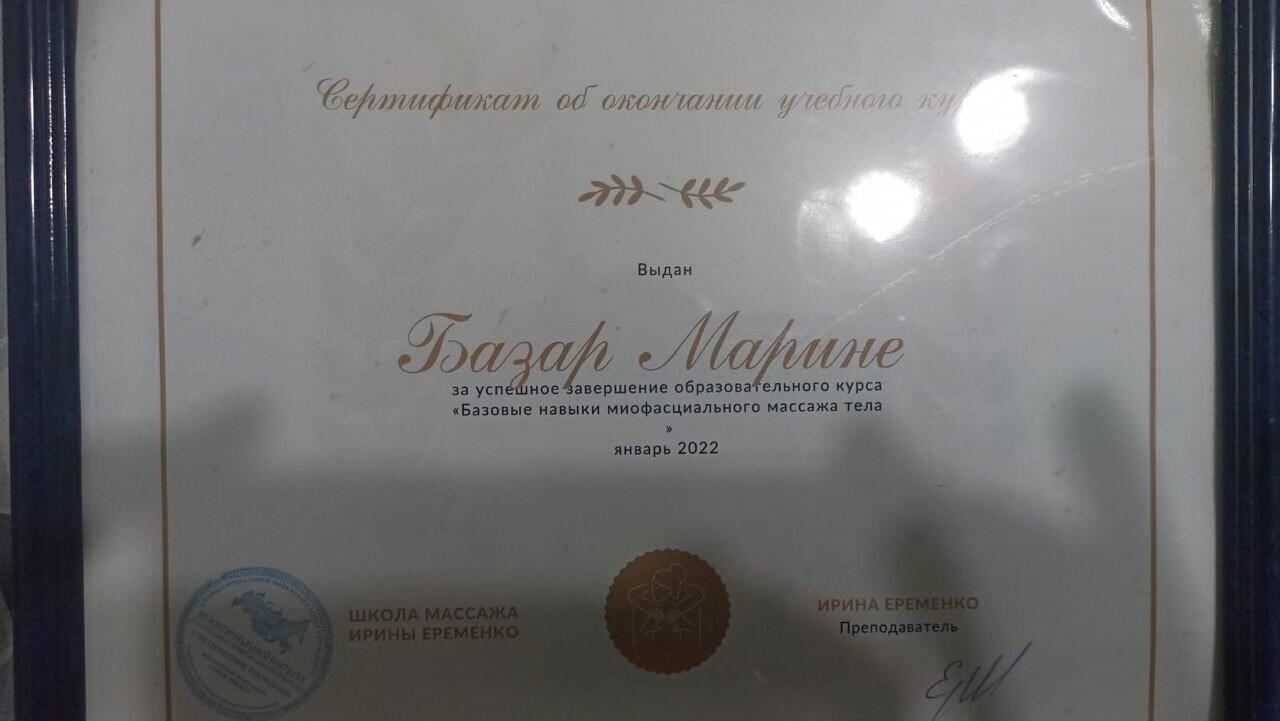 Сертификат об окончании учебного
Выдан
Базар Марине
за успешное завершение образовательного курса
«Базовые навыки миофасциального массажа тела
»
январь 2022
ШКОЛА МАССАЖА
ИРИНЫ ЕРЕМЕНКО
ИРИНА ЕРЕМЕНКО
Преподаватель